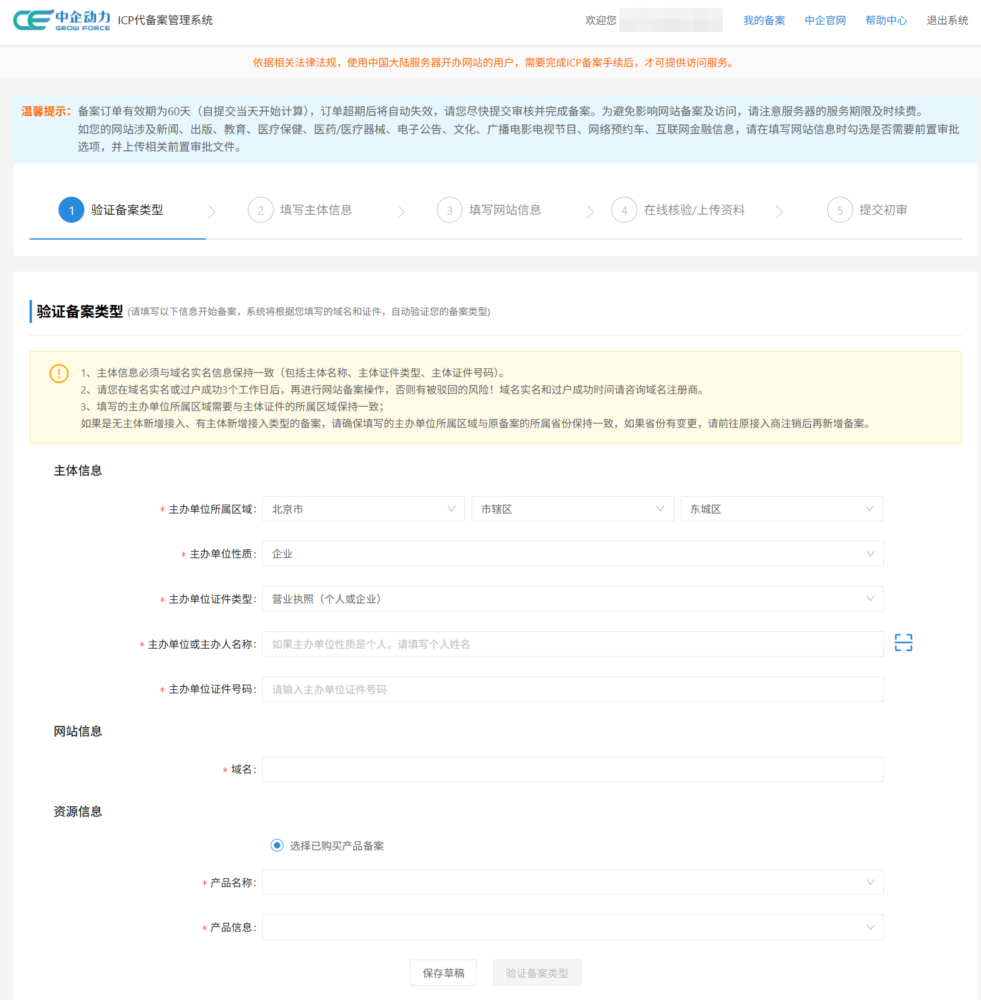 中企动力 GROW FORCE ICP代备案管理系统 欢迎您 我的备案 中企官网 帮助中心 退出系统
依据相关法律法规，使用中国大陆服务器开办网站的用户，需要完成ICP备案手续后，才可提供访问服务。
温馨提示：备案订单有效期为60天（自提交当天开始计算），订单超期后将自动失效，请您尽快提交审核并完成备案。为避免影响网站备案及访问，请注意服务器的服务期限及时续费。
如您的网站涉及新闻、出版、教育、医疗保健、医药/医疗器械、电子公告、文化、广播电影电视节目、网络预约车、互联网金融信息，请在填写网站信息时勾选是否需要前置审批
选项，并上传相关前置审批文件。
1 验证备案类型 2 填写主体信息 3 填写网站信息 4 在线核验/上传资料 5 提交初审
验证备案类型 (请填写以下信息开始备案，系统将根据您填写的域名和证件，自动验证您的备案类型)
1、主体信息必须与域名实名信息保持一致（包括主体名称、主体证件类型、主体证件号码）。
2、请您在域名实名或过户成功3个工作日后，再进行网站备案操作，否则有被驳回的风险！域名实名和过户成功时间请咨询域名注册商。
3、填写的主办单位所属区域需要与主体证件的所属区域保持一致；
如果是无主体新增接入、有主体新增接入类型的备案，请确保填写的主办单位所属区域与原备案的所属省份保持一致，如果省份有变更，请前往原接入商注销后再新增备案。
主体信息
* 主办单位所属区域: 北京市 市辖区 东城区
* 主办单位性质: 企业
* 主办单位证件类型: 营业执照（个人或企业）
* 主办单位或主办人名称: 如果主办单位性质是个人，请填写个人姓名
* 主办单位证件号码: 请输入主办单位证件号码
网站信息
* 域名:
资源信息
选择已购买产品备案
* 产品名称:
* 产品信息:
保存草稿 验证备案类型